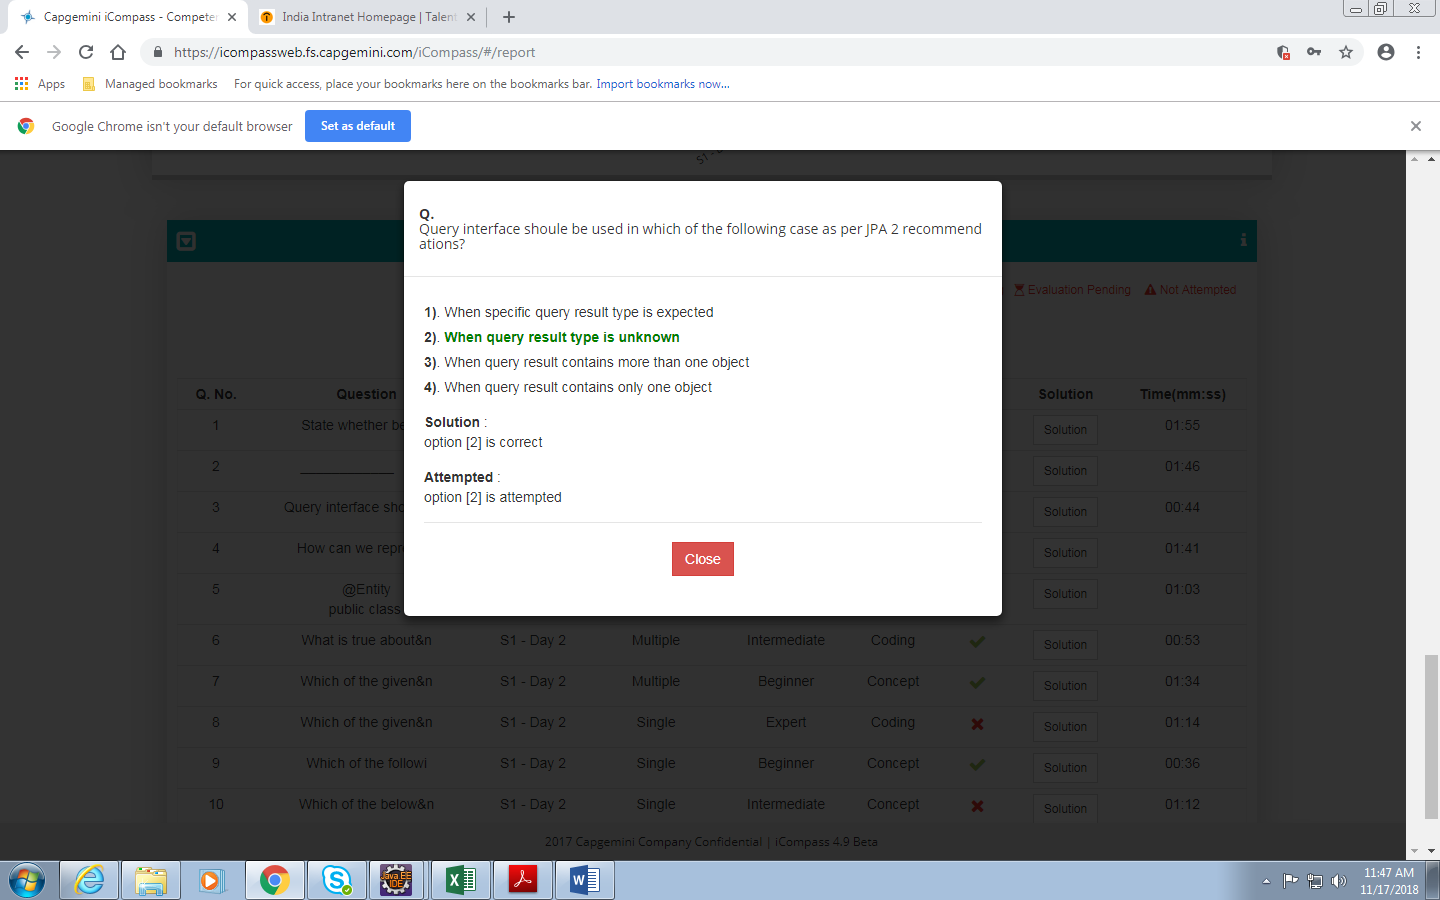 Capgemini iCompass - Competen
India Intranet Homepage | Talent
https://icompassweb.fs.capgemini.com/iCompass/#/report
Apps
Managed bookmarks
For quick access, place your bookmarks here on the bookmarks bar. Import bookmarks now...
Google Chrome isn't your default browser
Set as default
S1 -
Q.
Query interface shoule be used in which of the following case as per JPA 2 recommend
ations?
Evaluation Pending
Not Attempted
1). When specific query result type is expected
2). When query result type is unknown
3). When query result contains more than one object
4). When query result contains only one object
Solution :
option [2] is correct
Attempted :
option [2] is attempted
Close
Q. No. Question Solution Time(mm:ss)
1 State whether be Solution 01:55
2 ____________ Solution 01:46
3 Query interface sho Solution 00:44
4 How can we repr Solution 01:41
5 @Entity Solution 01:03
public class
6 What is true about&n S1 - Day 2 Multiple Intermediate Coding Solution 00:53
7 Which of the given&n S1 - Day 2 Multiple Beginner Concept Solution 01:34
8 Which of the given&n S1 - Day 2 Single Expert Coding Solution 01:14
9 Which of the followi S1 - Day 2 Single Beginner Concept Solution 00:36
10 Which of the below&n S1 - Day 2 Single Intermediate Concept Solution 01:12
2017 Capgemini Company Confidential | iCompass 4.9 Beta
Java EE
IDE
11:47 AM
11/17/2018